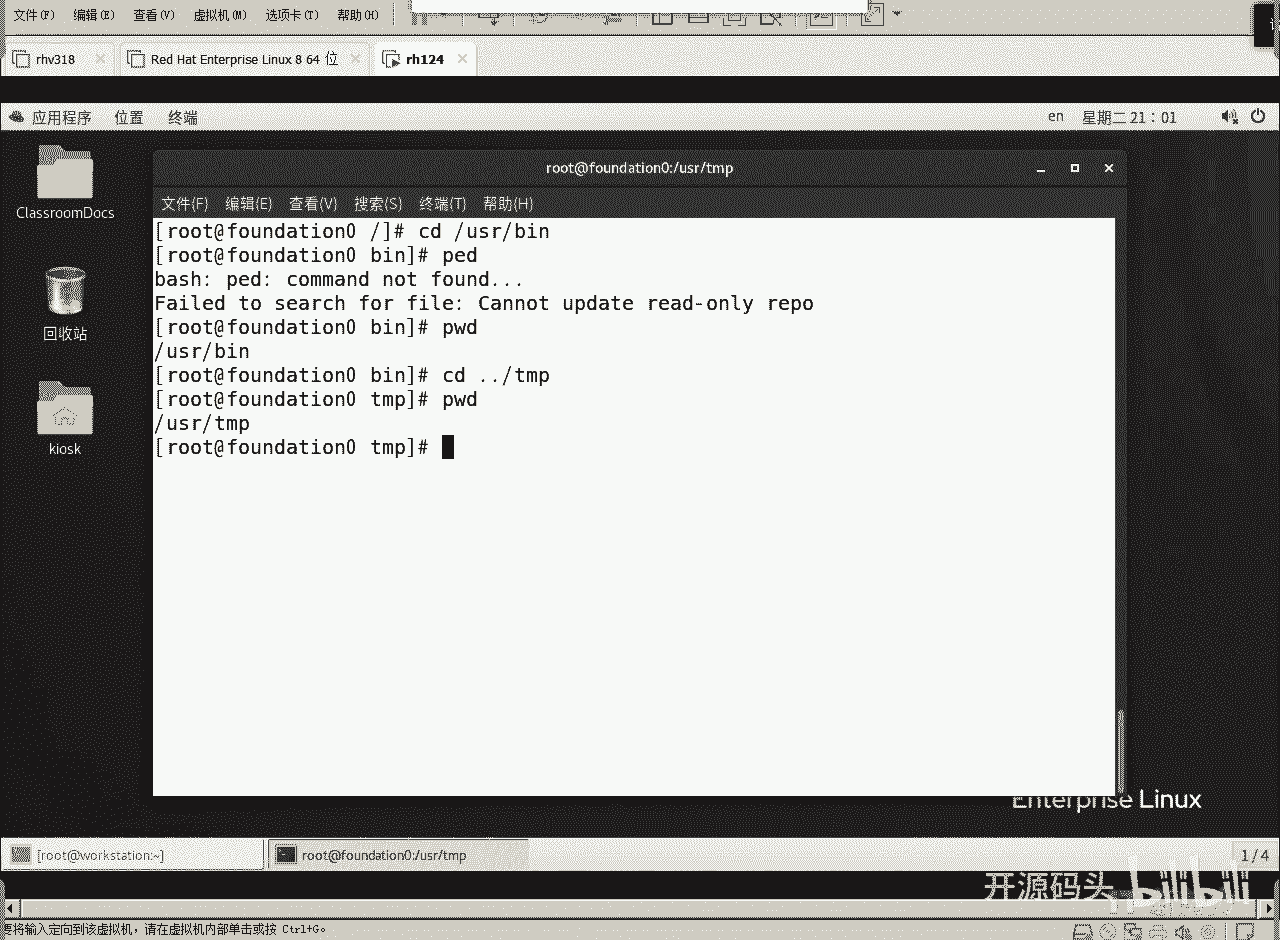 文件(F) 编辑(E) 查看(V) 虚拟机(M) 选项卡(T) 帮助(H)
rhv318 Red Hat Enterprise Linux 8 64 位 rh124
应用程序 位置 终端 en 星期二 21：01
ClassroomDocs
回收站
kiosk
root@foundation0:/usr/tmp
文件(F) 编辑(E) 查看(V) 搜索(S) 终端(T) 帮助(H)
[root@foundation0 /]# cd /usr/bin
[root@foundation0 bin]# ped
bash: ped: command not found...
Failed to search for file: Cannot update read-only repo
[root@foundation0 bin]# pwd
/usr/bin
[root@foundation0 bin]# cd ../tmp
[root@foundation0 tmp]# pwd
/usr/tmp
[root@foundation0 tmp]#
Enterprise Linux
[root@workstation:~] root@foundation0:/usr/tmp 1 / 4
开源码头 bilibili
要将输入定向到该虚拟机，请在虚拟机内部单击或按 Ctrl+G。